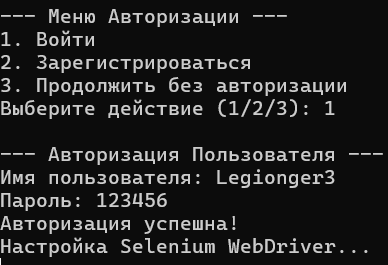 --- Меню Авторизации ---
1. Войти
2. Зарегистрироваться
3. Продолжить без авторизации
Выберите действие (1/2/3): 1
--- Авторизация Пользователя ---
Имя пользователя: Legionger3
Пароль: 123456
Авторизация успешна!
Настройка Selenium WebDriver...